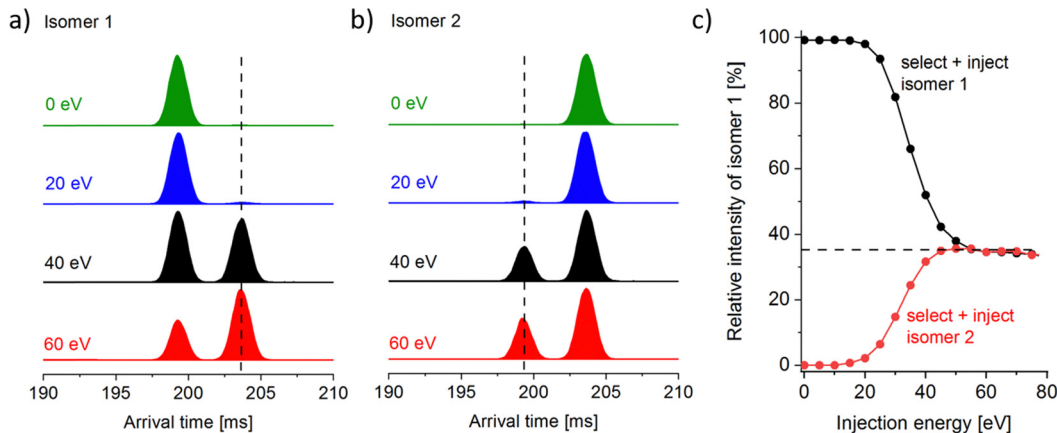 a) Isomer 1
0 eV
20 eV
40 eV
60 eV
190 195 200 205 210
Arrival time [ms]
b) Isomer 2
0 eV
20 eV
40 eV
60 eV
190 195 200 205 210
Arrival time [ms]
c)
Relative intensity of isomer 1 [%]
100
80
60
40
20
0
select + inject
isomer 1
select + inject
isomer 2
0 20 40 60 80
Injection energy [eV]